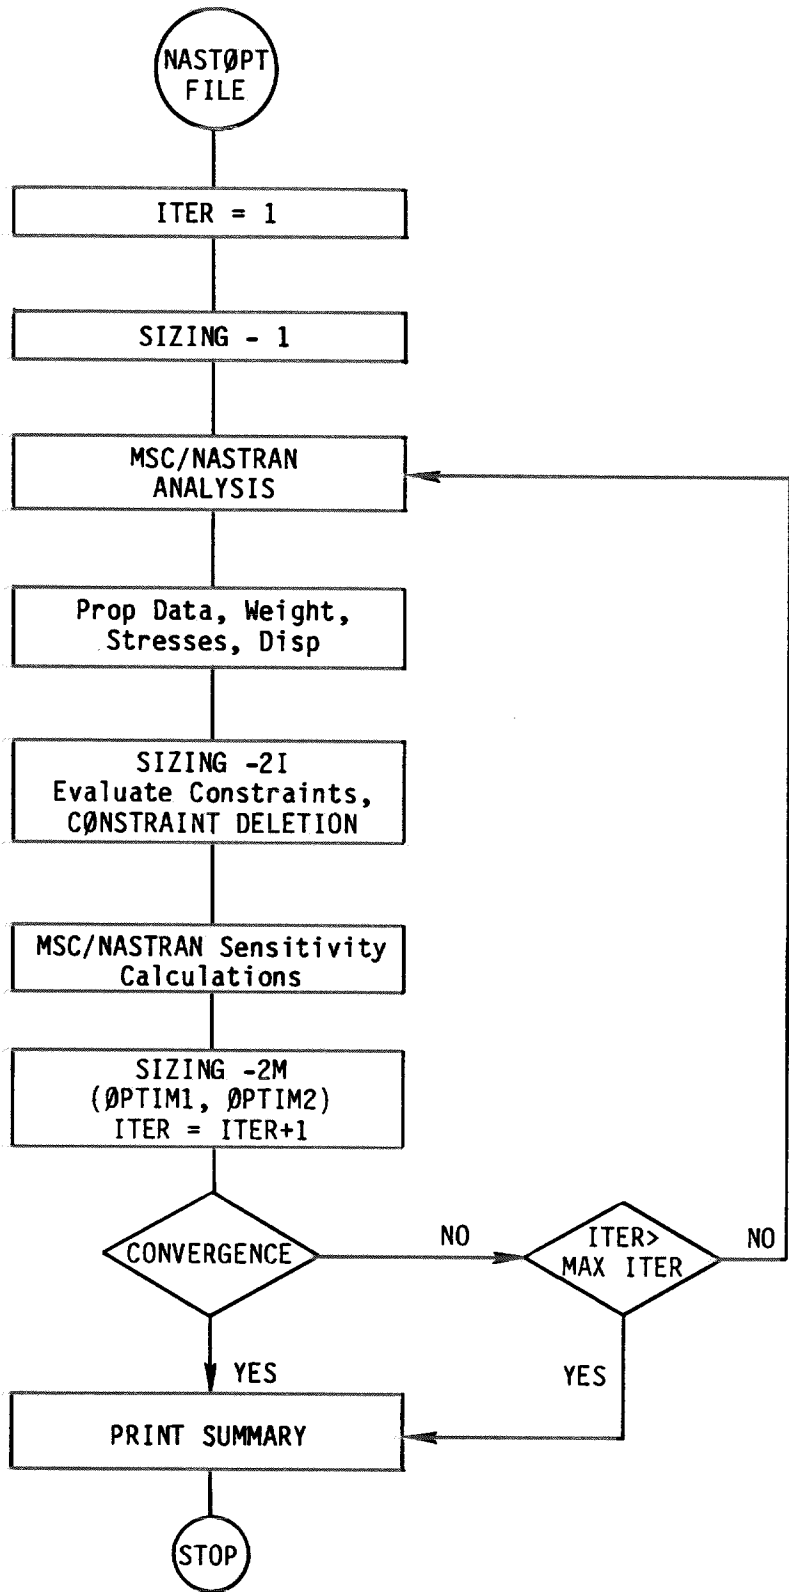 NASTØPT
FILE
ITER = 1
SIZING - 1
MSC/NASTRAN
ANALYSIS
Prop Data, Weight,
Stresses, Disp
SIZING -2I
Evaluate Constraints,
CØNSTRAINT DELETION
MSC/NASTRAN Sensitivity
Calculations
SIZING -2M
(ØPTIM1, ØPTIM2)
ITER = ITER+1
CONVERGENCE
NO
ITER>
MAX ITER
NO
YES
YES
PRINT SUMMARY
STOP